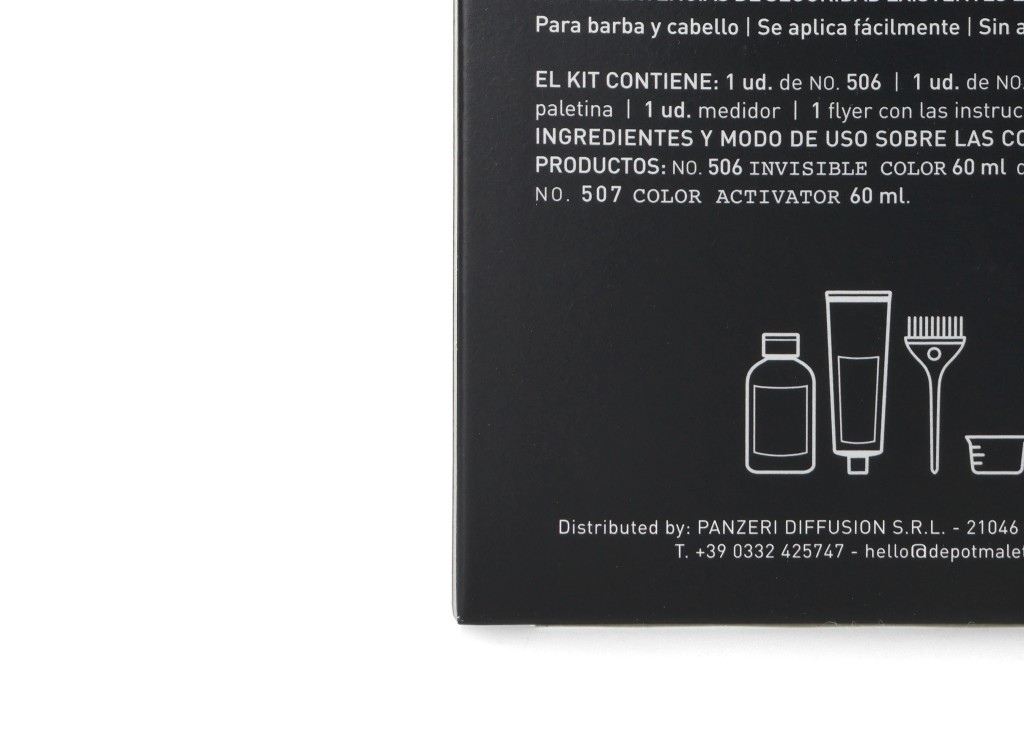 Para barba y cabello | Se aplica fácilmente | Sin
EL KIT CONTIENE: 1 ud. de NO. 506 | 1 ud. de NO.
paletina | 1 ud. medidor | 1 flyer con las
INGREDIENTES Y MODO DE USO SOBRE LAS
PRODUCTOS: NO. 506 INVISIBLE COLOR 60 ml
NO. 507 COLOR ACTIVATOR 60 ml.
Distributed by: PANZERI DIFFUSION S.R.L. - 21046
T. +39 0332 425747 - hello@depotmale